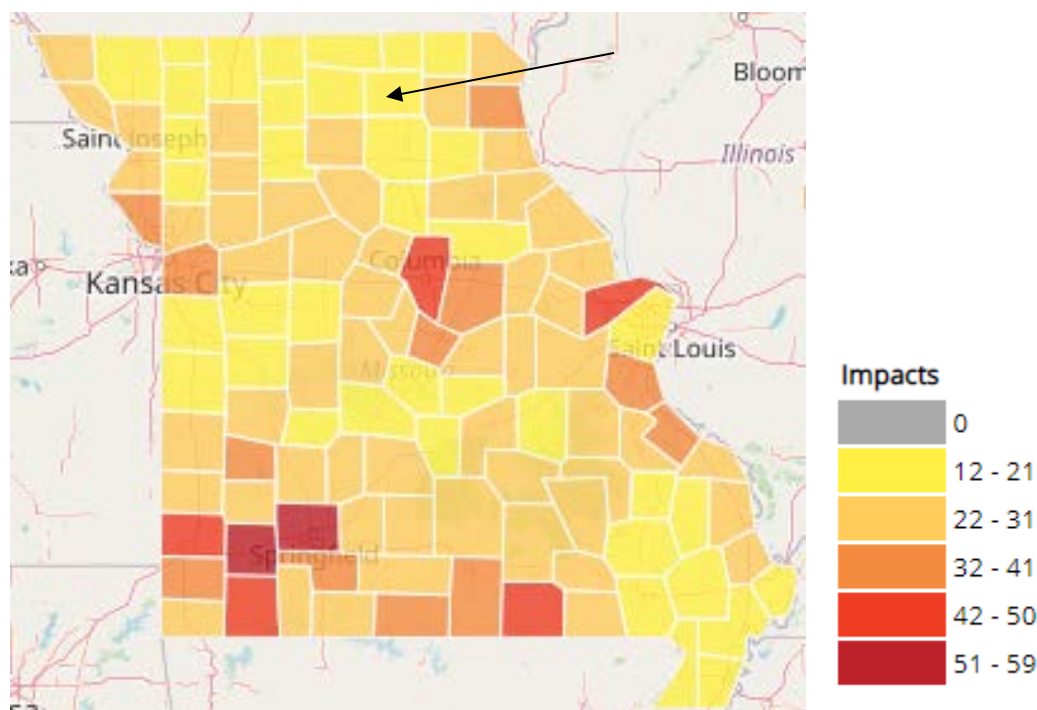 Bloom
Saint Joseph
Illinois
Columbia
Kansas City
Saint Louis
Missouri
Springfield
Impacts
0
12 - 21
22 - 31
32 - 41
42 - 50
51 - 59